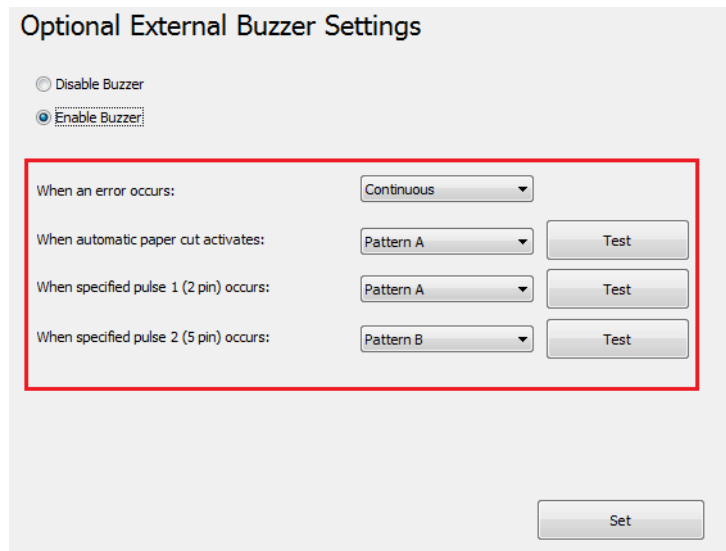 Optional External Buzzer Settings
Disable Buzzer
Enable Buzzer
When an error occurs: Continuous
When automatic paper cut activates: Pattern A Test
When specified pulse 1 (2 pin) occurs: Pattern A Test
When specified pulse 2 (5 pin) occurs: Pattern B Test
Set